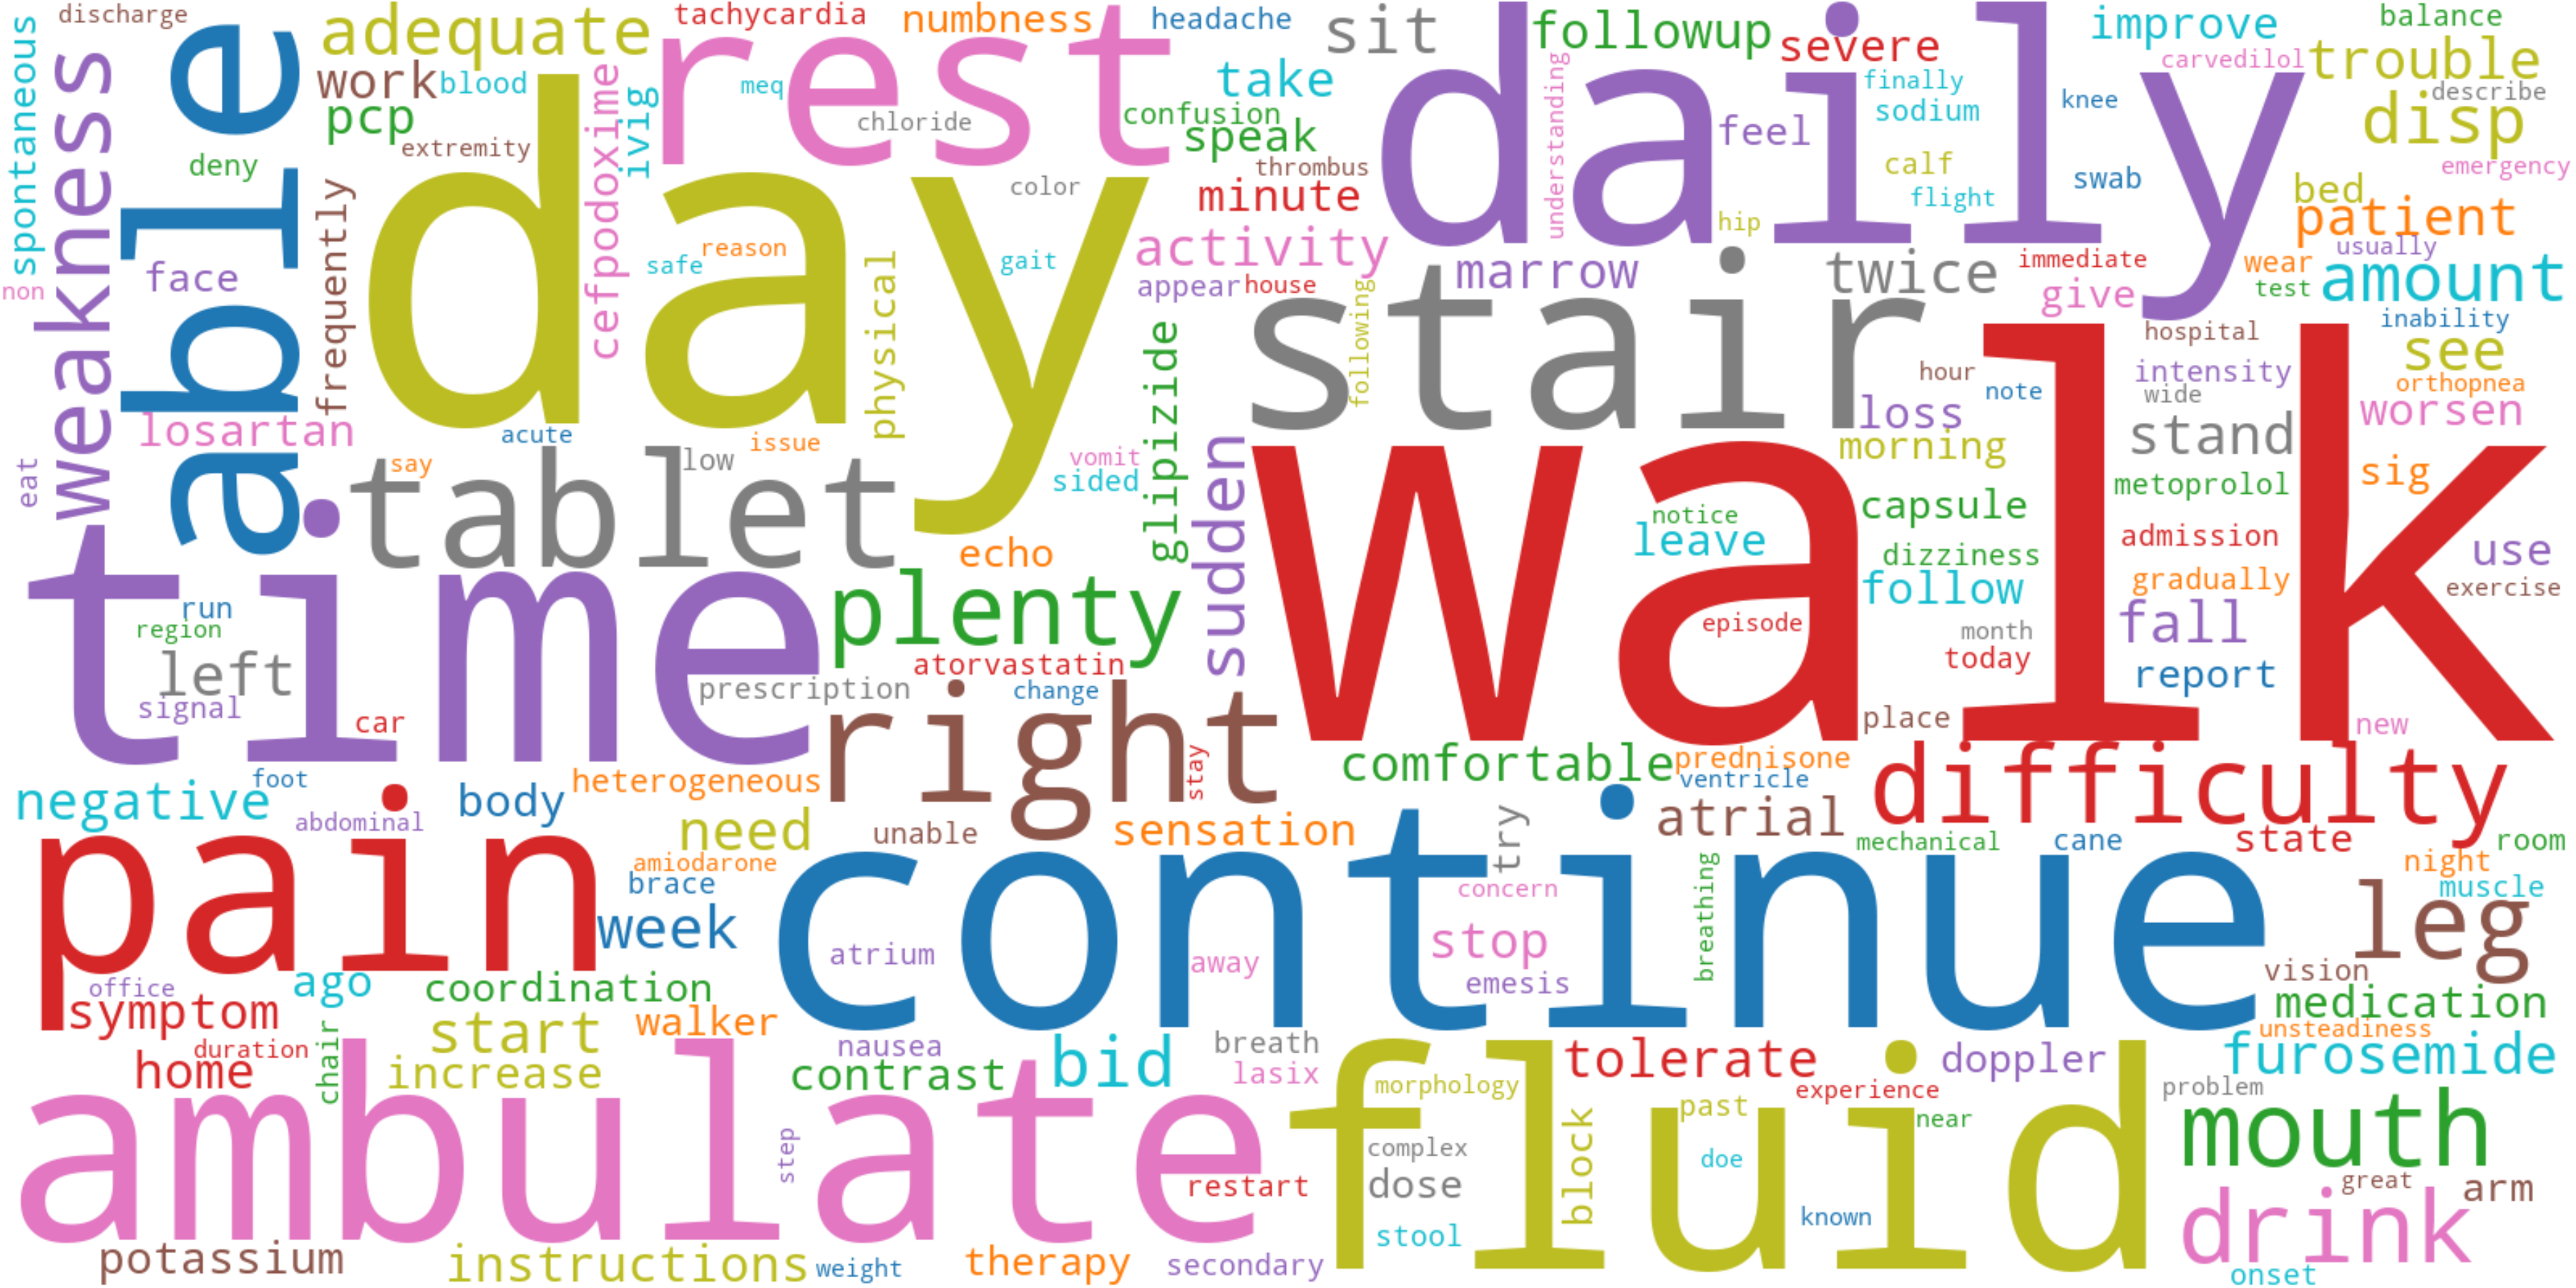 discharge
tachycardia
numbness
headache
sit
followup
severe
improve
balance
spontaneous
adequate
rest
daily
carvedilol
trouble
weakness
able
work
blood
pcp
cefpodoxime
ivig
meq
chloride
take
confusion
speak
understanding
finally
sodium
feel
knee
describe
disp
deny
extremity
day
thrombus
calf
swab
emergency
minute
color
flight
hip
bed
patient
frequently
face
non
safe
reason
physical
gait
activity
appear
house
marrow
twice
immediate
give
usually
wear
test
amount
stair
following
glipizide
inability
hospital
see
losartan
acute
issue
hour
note
intensity
wide
orthopnea
worsen
loss
morning
stand
eat
say
tablet
low
vomit
sided
sudden
walk
metoprolol
sig
capsule
notice
leave
dizziness
admission
use
time
echo
plenty
follow
gradually
exercise
run
region
left
signal
car
episode
fall
month
today
report
atorvastatin
prescription
change
right
place
new
stay
comfortable
prednisone
ventricle
difficulty
negative
foot
abdominal
body
heterogeneous
need
unable
sensation
try
atrial
mechanical
cane
state
room
pain
amiodarone
brace
week
continue
concern
breathing
night
muscle
leg
atrium
away
stop
emesis
vision
office
ago
coordination
medication
symptom
start
walker
unsteadiness
duration
home
chair
increase
nausea
contrast
bid
breath
lasix
tolerate
doppler
furosemide
ambulate
step
fluid
morphology
experience
problem
past
near
mouth
block
complex
doe
restart
dose
great
arm
known
stool
drink
potassium
instructions
weight
therapy
secondary
onset